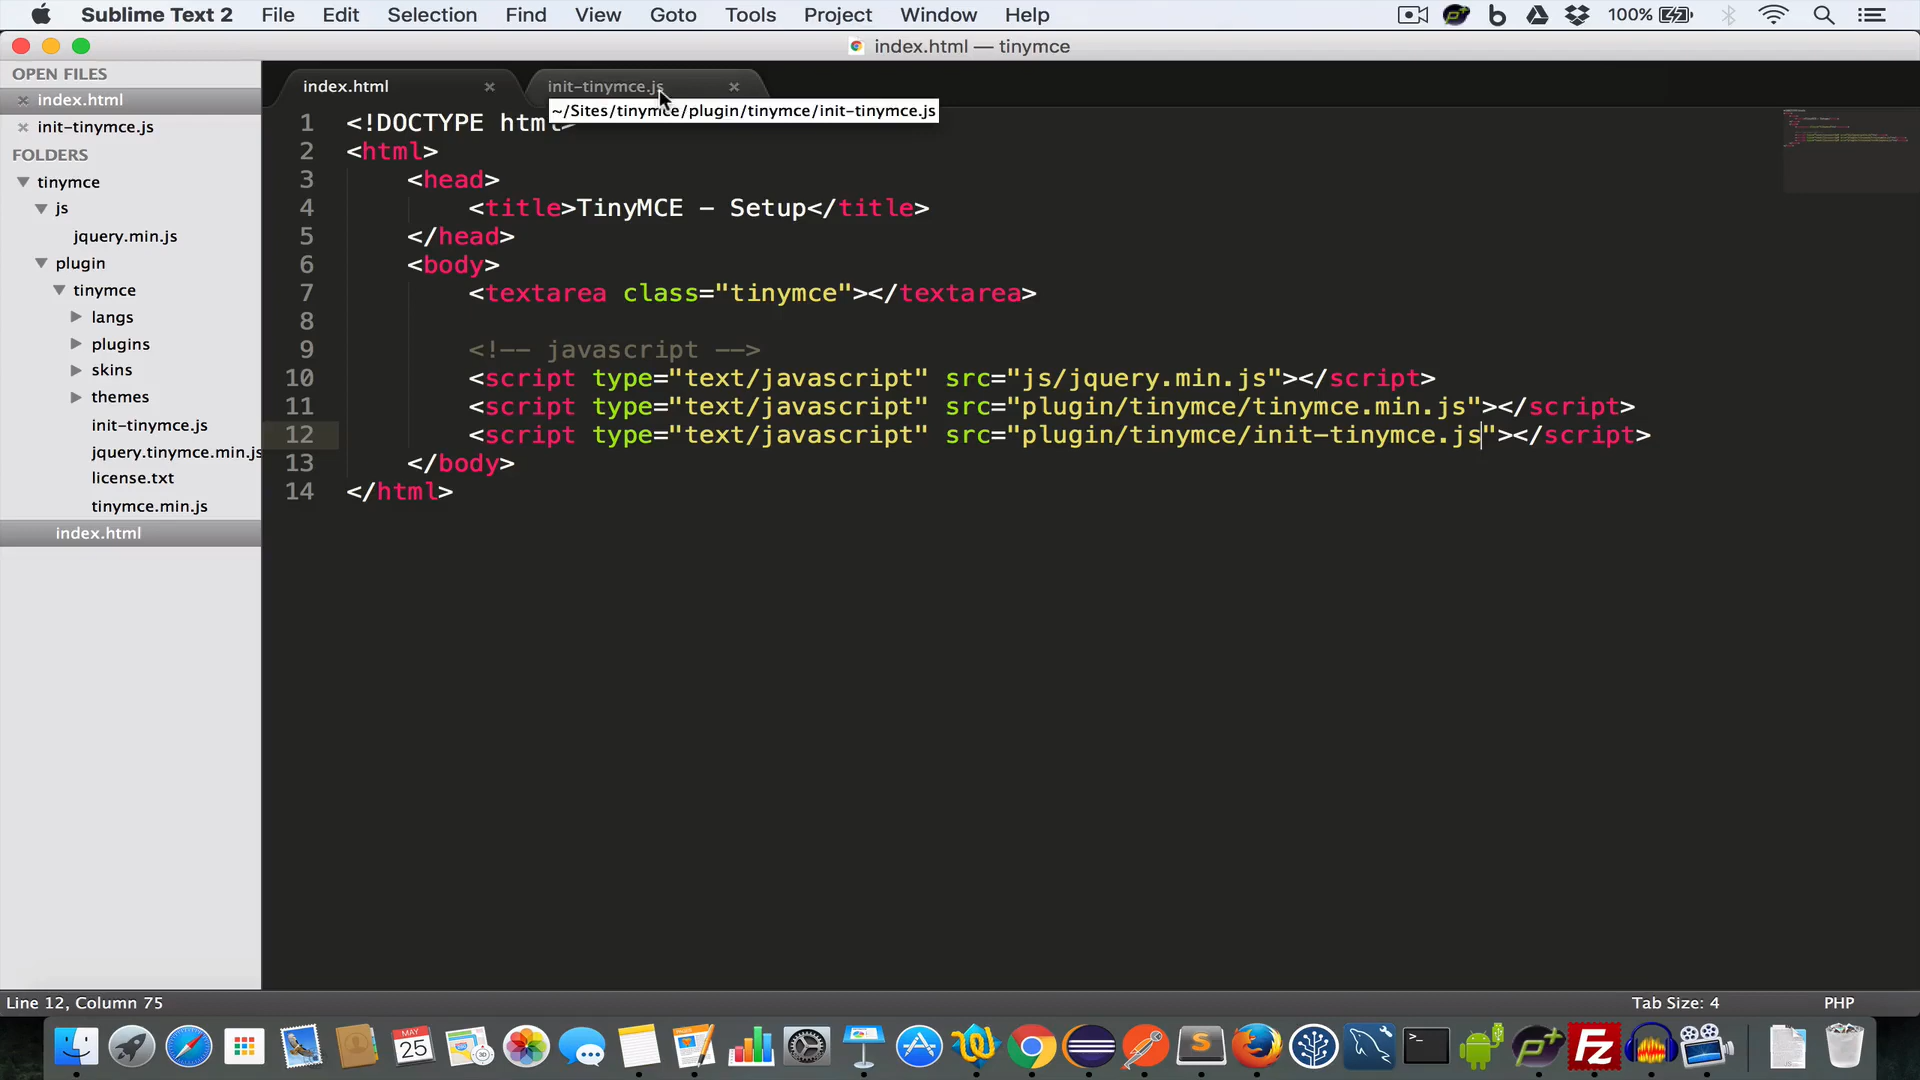 Sublime Text 2 File Edit Selection Find View Goto Tools Project Window Help 100%
index.html — tinymce
OPEN FILES
index.html
init-tinymce.js
FOLDERS
tinymce
js
jquery.min.js
plugin
tinymce
langs
plugins
skins
themes
init-tinymce.js
jquery.tinymce.min.js
license.txt
tinymce.min.js
index.html
index.html init-tinymce.js
~/Sites/tinymce/plugin/tinymce/init-tinymce.js
1 <!DOCTYPE html>
2 <html>
3 <head>
4 <title>TinyMCE - Setup</title>
5 </head>
6 <body>
7 <textarea class="tinymce"></textarea>
8
9 <!-- javascript -->
10 <script type="text/javascript" src="js/jquery.min.js"></script>
11 <script type="text/javascript" src="plugin/tinymce/tinymce.min.js"></script>
12 <script type="text/javascript" src="plugin/tinymce/init-tinymce.js"></script>
13 </body>
14 </html>
Line 12, Column 75 Tab Size: 4 PHP
MAY
25